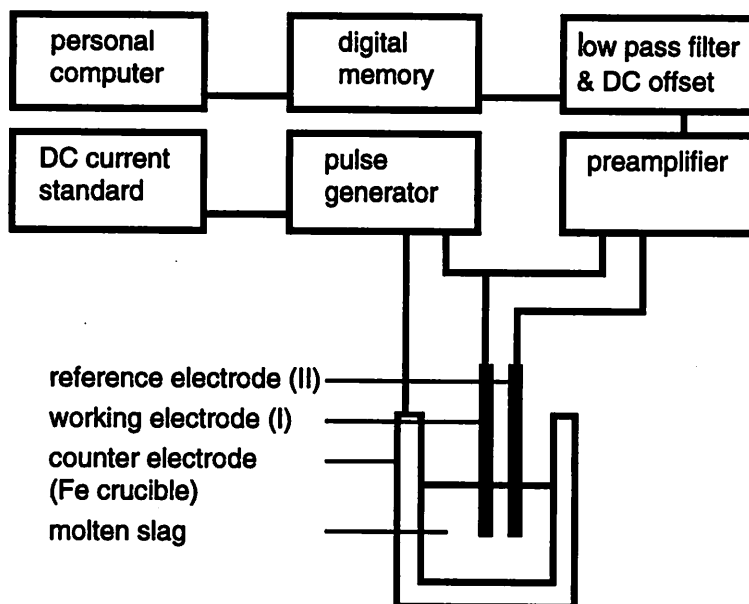 personal
computer
digital
memory
low pass filter
& DC offset
DC current
standard
pulse
generator
preamplifier
reference electrode (II)
working electrode (I)
counter electrode
(Fe crucible)
molten slag